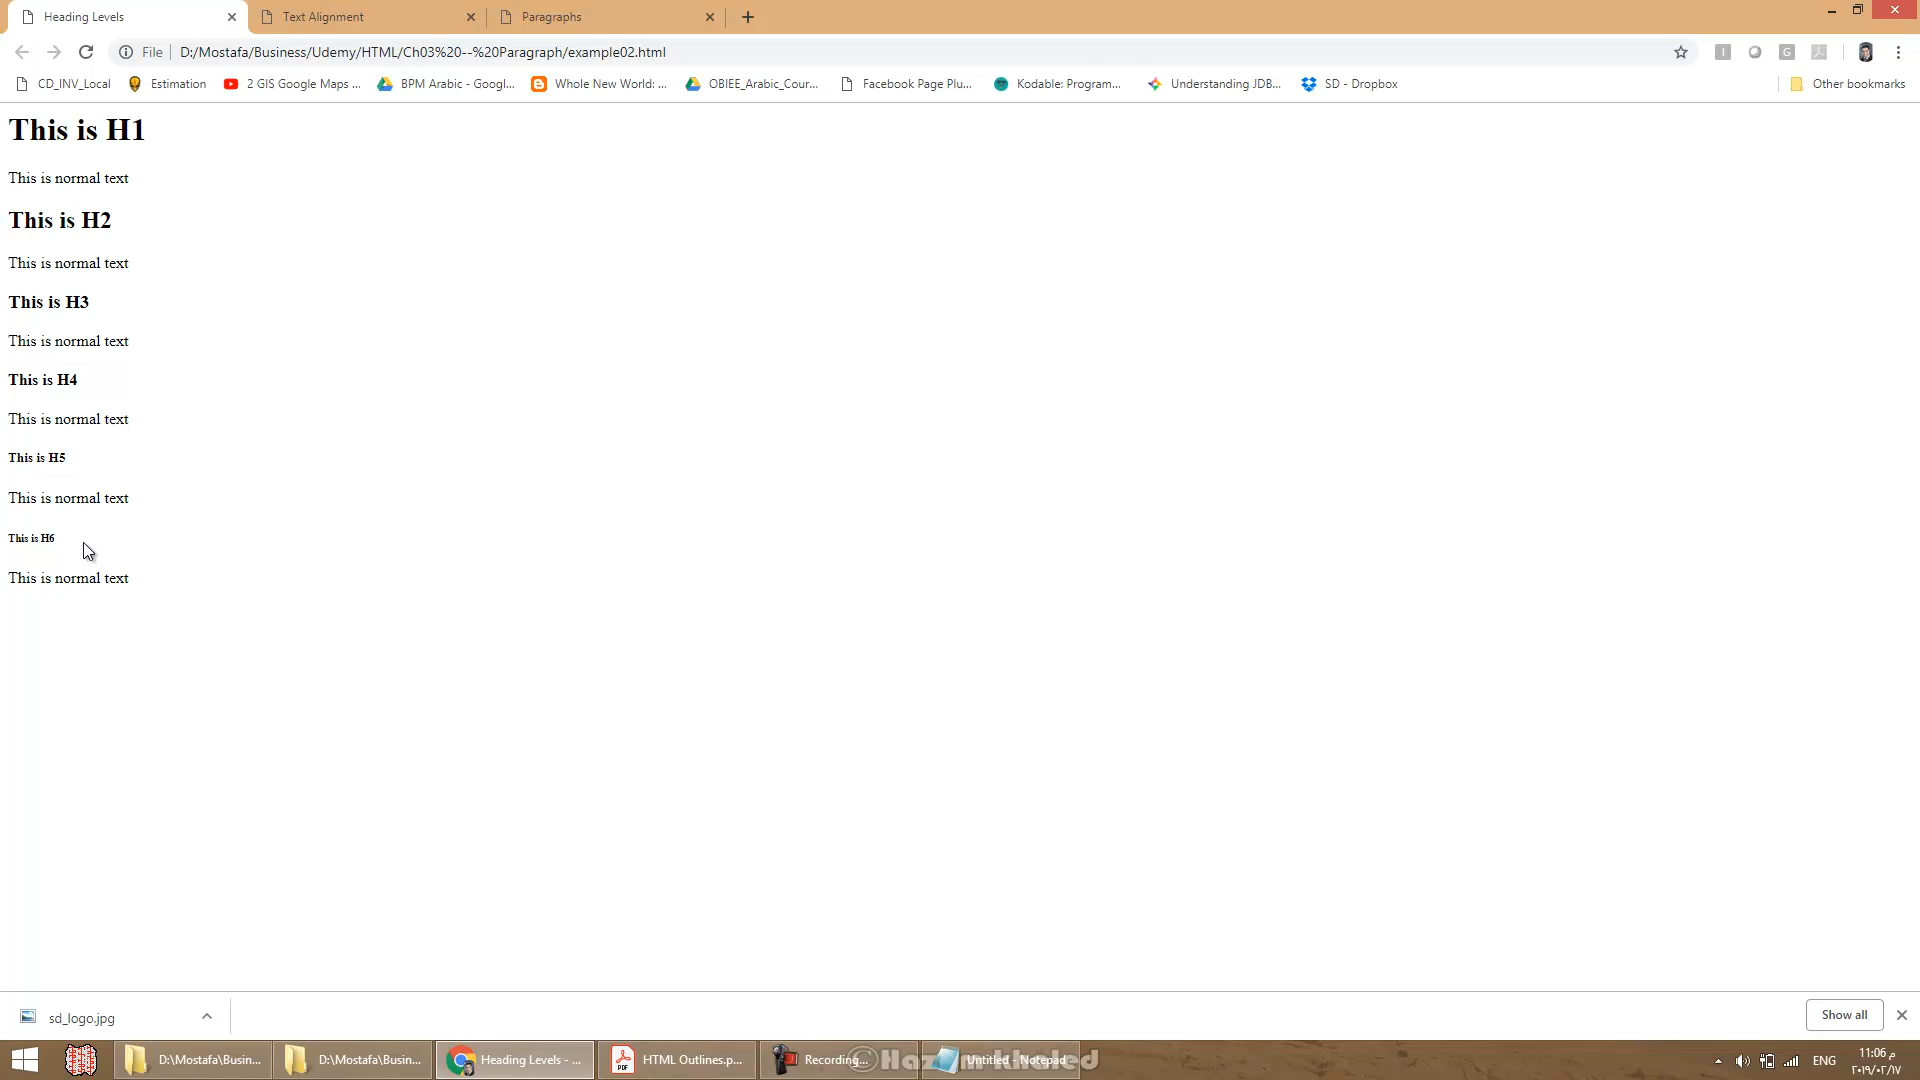 Heading Levels
Text Alignment
Paragraphs
File
D:/Mostafa/Business/Udemy/HTML/Ch03%20--%20Paragraph/example02.html
CD_INV_Local
Estimation
2 GIS Google Maps ...
BPM Arabic - Googl...
Whole New World: ...
OBIEE_Arabic_Cour...
Facebook Page Plu...
Kodable: Program...
Understanding JDB...
SD - Dropbox
Other bookmarks
This is H1
This is normal text
This is H2
This is normal text
This is H3
This is normal text
This is H4
This is normal text
This is H5
This is normal text
This is H6
This is normal text
sd_logo.jpg
Show all
D:\Mostafa\Busin...
D:\Mostafa\Busin...
Heading Levels - ...
HTML Outlines.p...
Recording...
Untitled - Notepad
ENG
11:06 م
٢٠١٩/٠٢/١٧